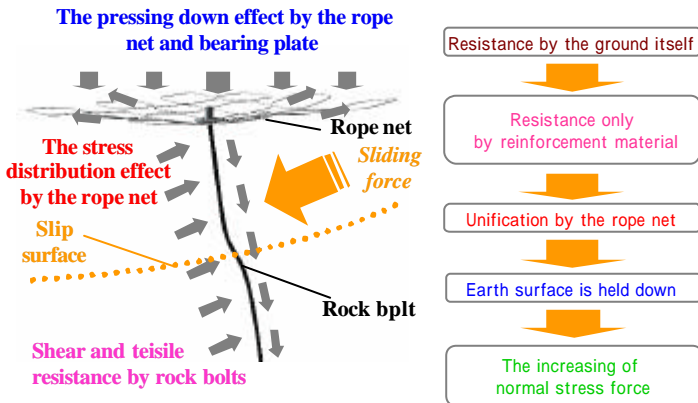 The pressing down effect by the rope
net and bearing plate
Rope net
The stress
distribution effect
by the rope net
Sliding
force
Slip
surface
Rock bplt
Shear and teisile
resistance by rock bolts
Resistance by the ground itself
Resistance only
by reinforcement material
Unification by the rope net
Earth surface is held down
The increasing of
normal stress force